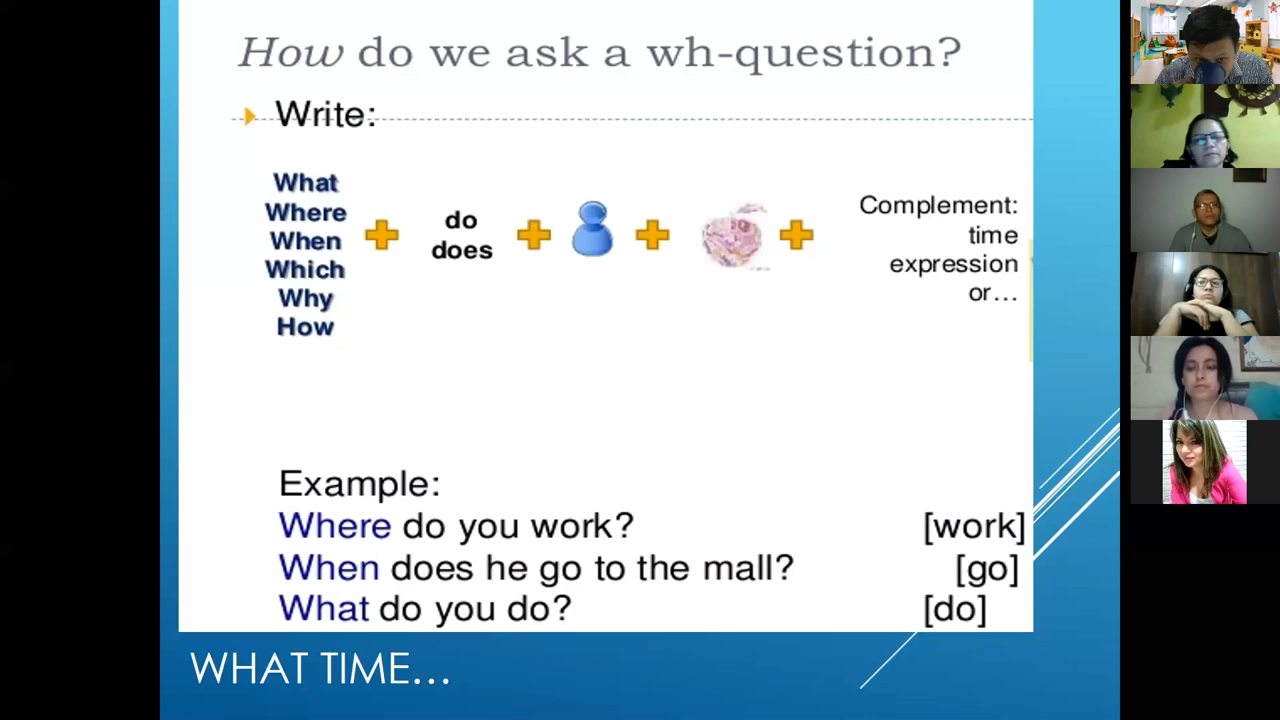 How do we ask a wh-question?
Write:
What
Where
When
Which
Why
How
do
does
Complement:
time
expression
or…
Example:
Where do you work? [work]
When does he go to the mall? [go]
What do you do? [do]
WHAT TIME…